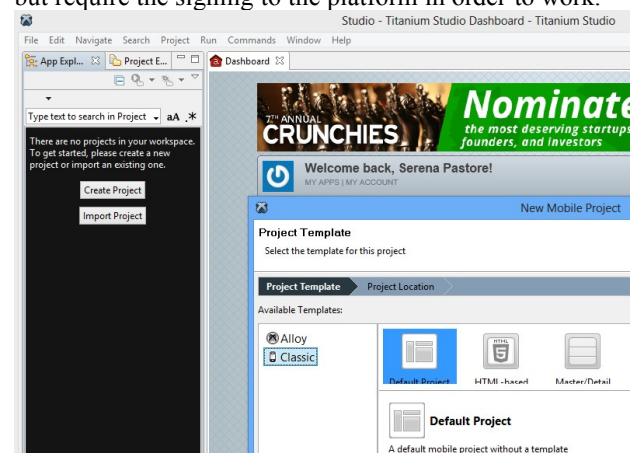 but require the signing to the platform in order to work.
Studio - Titanium Studio Dashboard - Titanium Studio
File Edit Navigate Search Project Run Commands Window Help
App Expl... Project E...
Dashboard
Type text to search in Project aA .*
There are no projects in your workspace.
To get started, please create a new
project or import an existing one.
Create Project
Import Project
7TH ANNUAL
CRUNCHIES
Nominate
the most deserving startups
founders, and investors
Welcome back, Serena Pastore!
MY APPS | MY ACCOUNT
New Mobile Project
Project Template
Select the template for this project
Project Template Project Location
Available Templates:
Alloy
Classic
HTML
5
Default Project HTML-based Master/Detail
Default Project
A default mobile project without a template